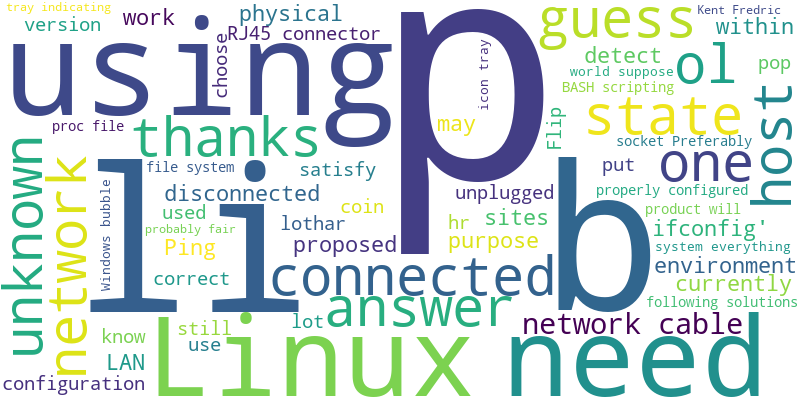 tray indicating
version
work
physical
RJ45 connector
using
p
guess
Kent Fredric
within
choose
icon tray
detect
ol
pop
world suppose
BASH scripting
proc file
thanks
may
Flip
state
host
unknown
network
li
file system
satisfy
socket Preferably
one
put
Windows bubble
disconnected
unplugged
b
properly configured
used
lothar
coin
hr
sites
product will
probably fair
Ping
proposed
purpose
ifconfig'
system everything
correct
connected
environment
currently
answer
following solutions
know
still
lot
network cable
LAN
use
configuration
Linux
need